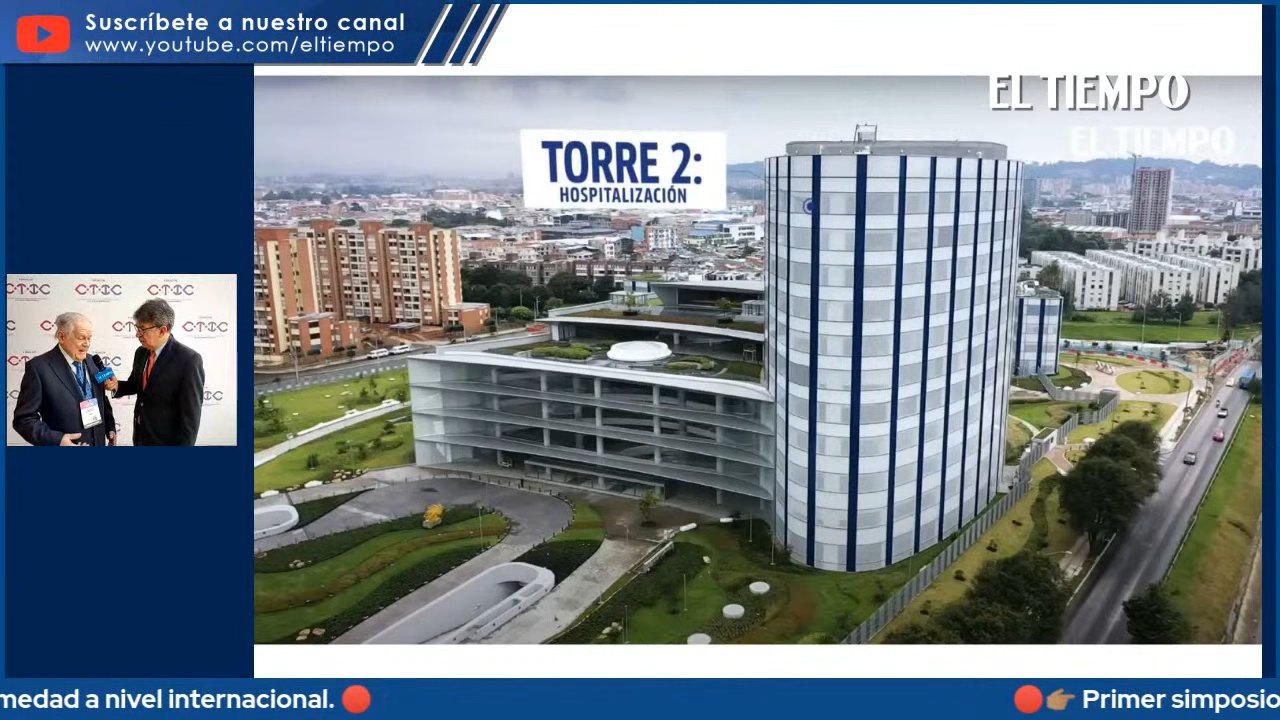 Suscríbete a nuestro canal
www.youtube.com/eltiempo
EL TIEMPO
EL TIEMPO
TORRE 2:
HOSPITALIZACIÓN
CTIC
CTIC
CTIC
CTIC
medad a nivel internacional. 🔴
🔴👉🏽 Primer simposio